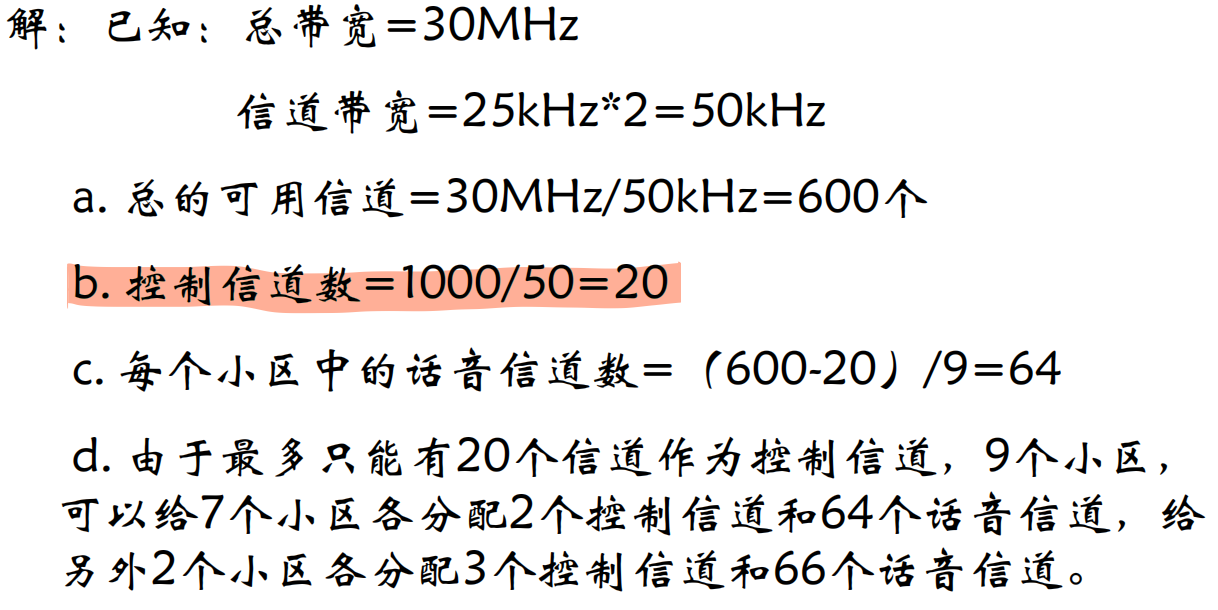 解：已知：总带宽=30MHz
信道带宽=25kHz*2=50kHz
a. 总的可用信道=30MHz/50kHz=600个
b. 控制信道数=1000/50=20
c. 每个小区中的话音信道数=（600-20）/9=64
d. 由于最多只能有20个信道作为控制信道，9个小区，
可以给7个小区各分配2个控制信道和64个话音信道，给
另外2个小区各分配3个控制信道和66个话音信道。